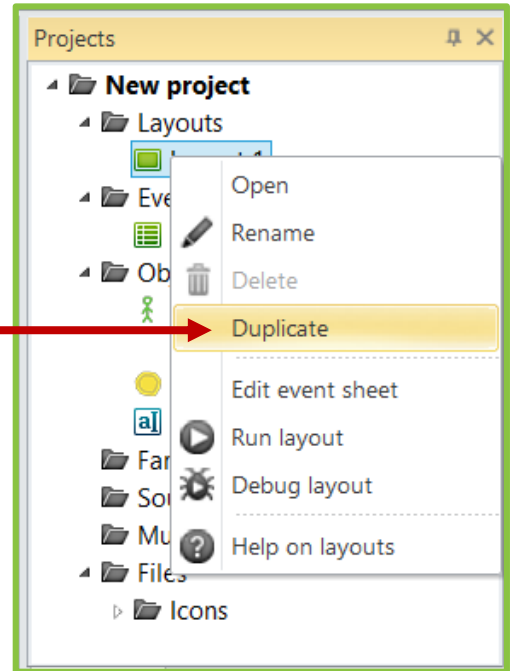 Projects
New project
Layouts
Open
Rename
Delete
Duplicate
Edit event sheet
Run layout
Debug layout
Help on layouts
Files
Icons